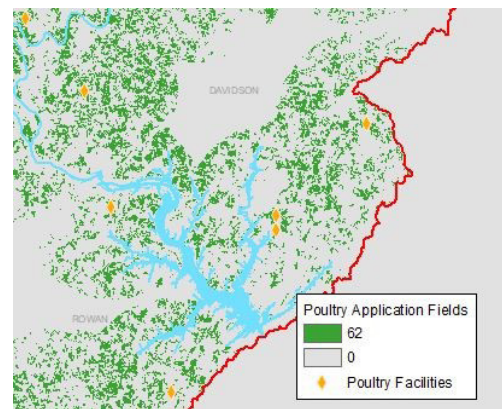 DAVIDSON
ROWAN
Poultry Application Fields
62
0
Poultry Facilities